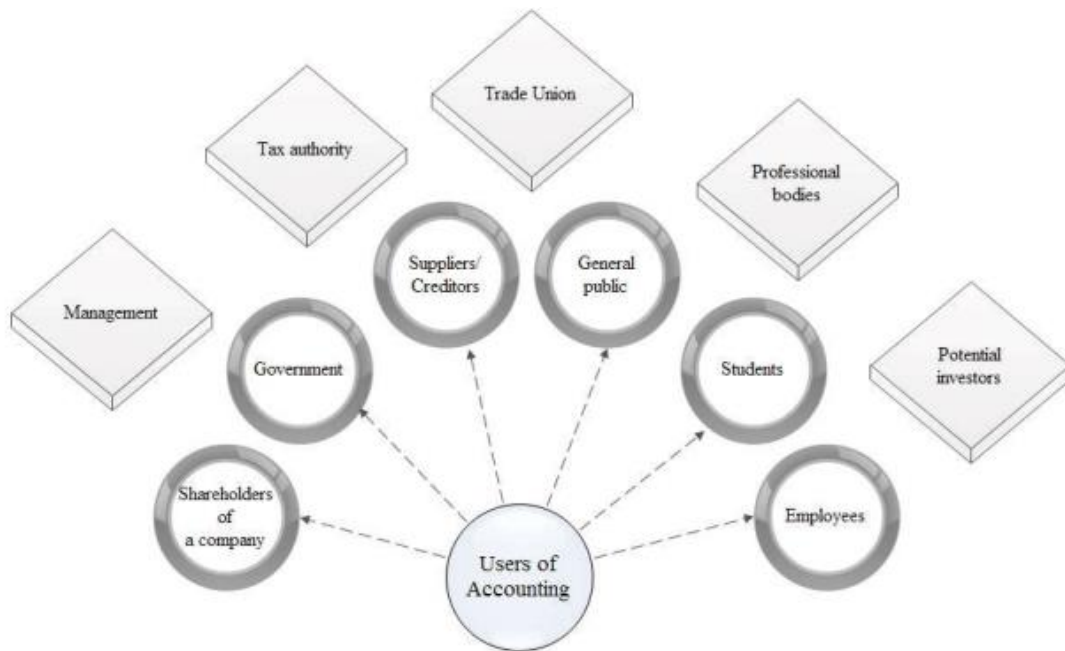 Trade Union
Tax authority
Professional
bodies
Suppliers/
Creditors
General
public
Management
Government
Students
Potential
investors
Shareholders
of
a company
Employees
Users of
Accounting